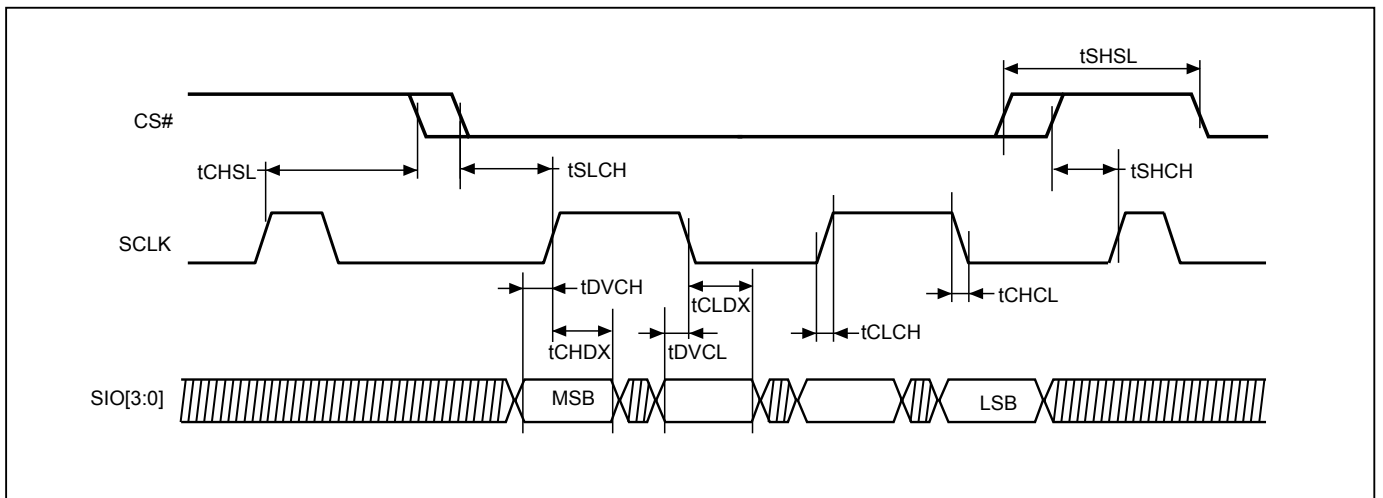 tSHSL
CS#
tCHSL
tSLCH
tSHCH
SCLK
tDVCH
tCLDX
tCHCL
tCHDX
tDVCL
tCLCH
SIO[3:0]
MSB
LSB